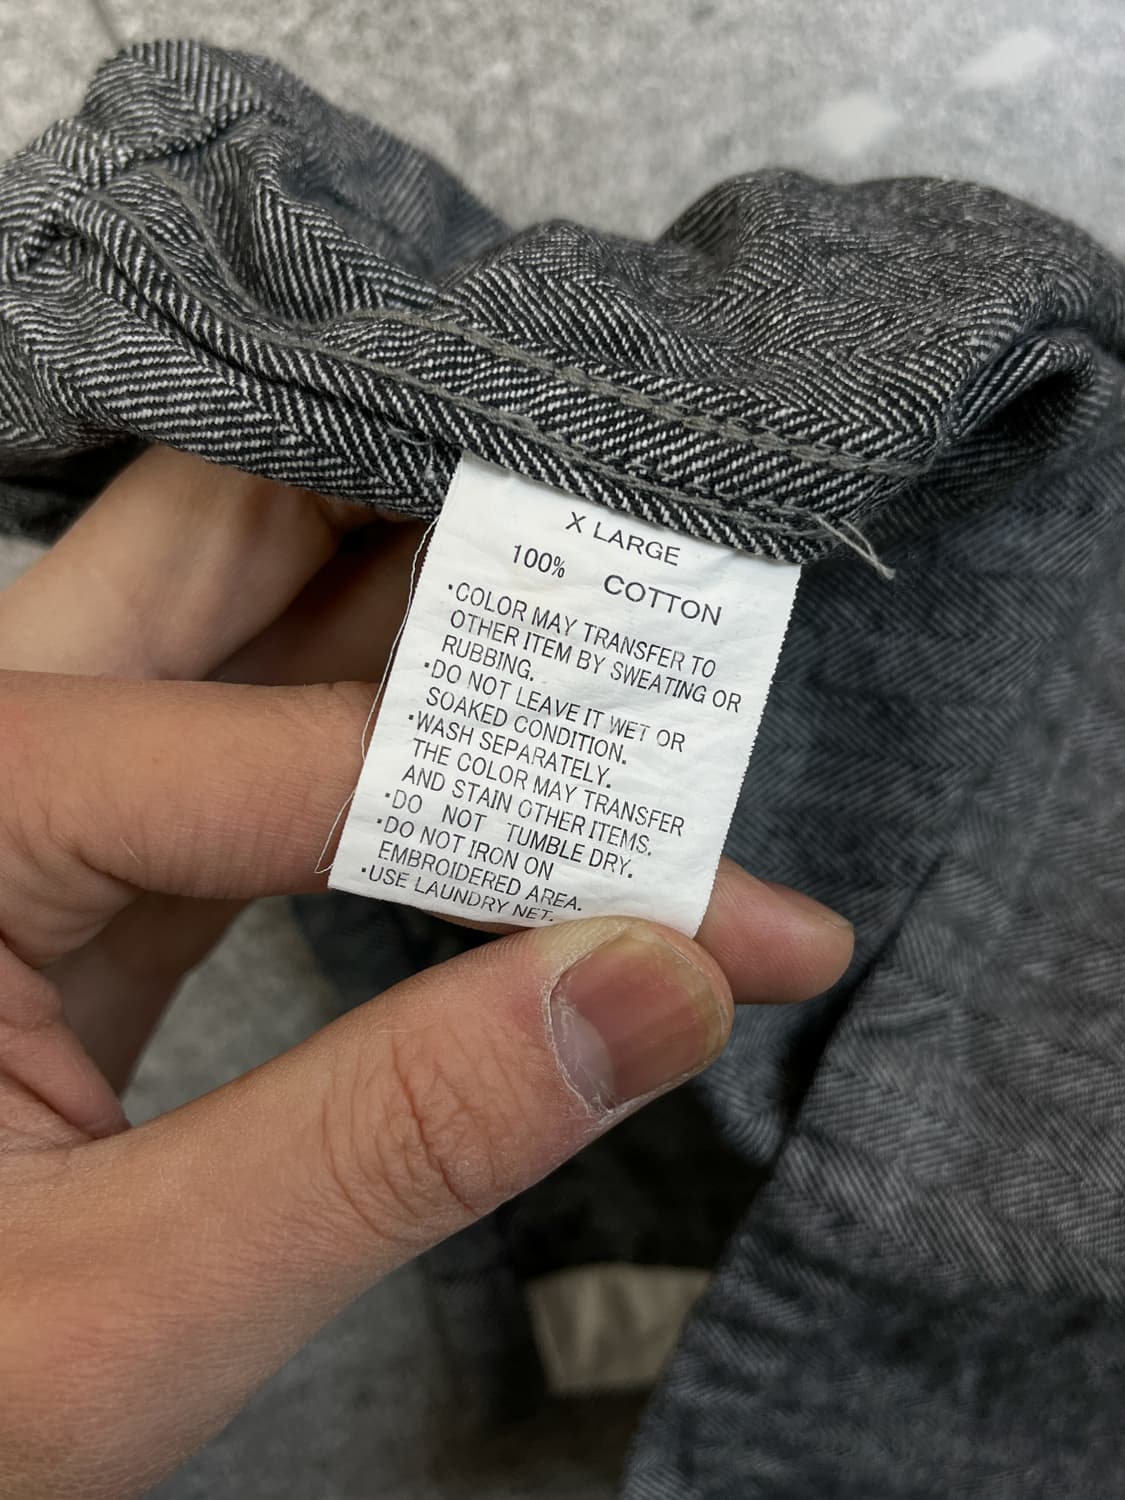 X LARGE
100% COTTON
・COLOR MAY TRANSFER TO
OTHER ITEM BY SWEATING OR
RUBBING.
・DO NOT LEAVE IT WET OR
SOAKED CONDITION.
・WASH SEPARATELY.
THE COLOR MAY TRANSFER
AND STAIN OTHER ITEMS.
・DO NOT TUMBLE DRY.
・DO NOT IRON ON
EMBROIDERED AREA.
・USE LAUNDRY NET.